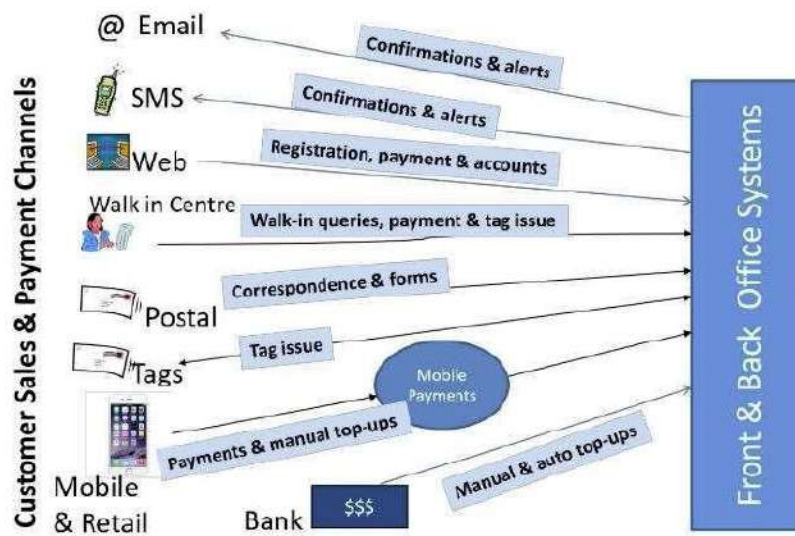 Customer Sales & Payment Channels
@ Email
Confirmations & alerts
SMS
Confirmations & alerts
Web
Registration, payment & accounts
Walk in Centre
Walk-in queries, payment & tag issue
Correspondence & forms
Postal
Tag issue
Tags
Mobile
Payments
Payments & manual top-ups
Mobile
& Retail
Bank
$$$
Manual & auto top-ups
Front & Back Office Systems